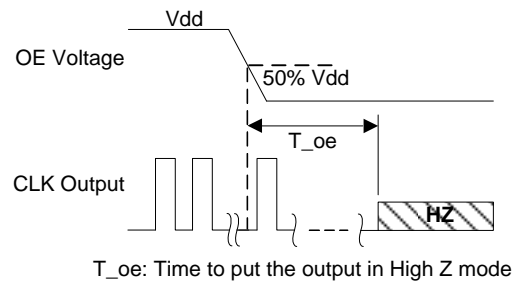 Vdd
OE Voltage
50% Vdd
T_oe
CLK Output
HZ
T_oe: Time to put the output in High Z mode